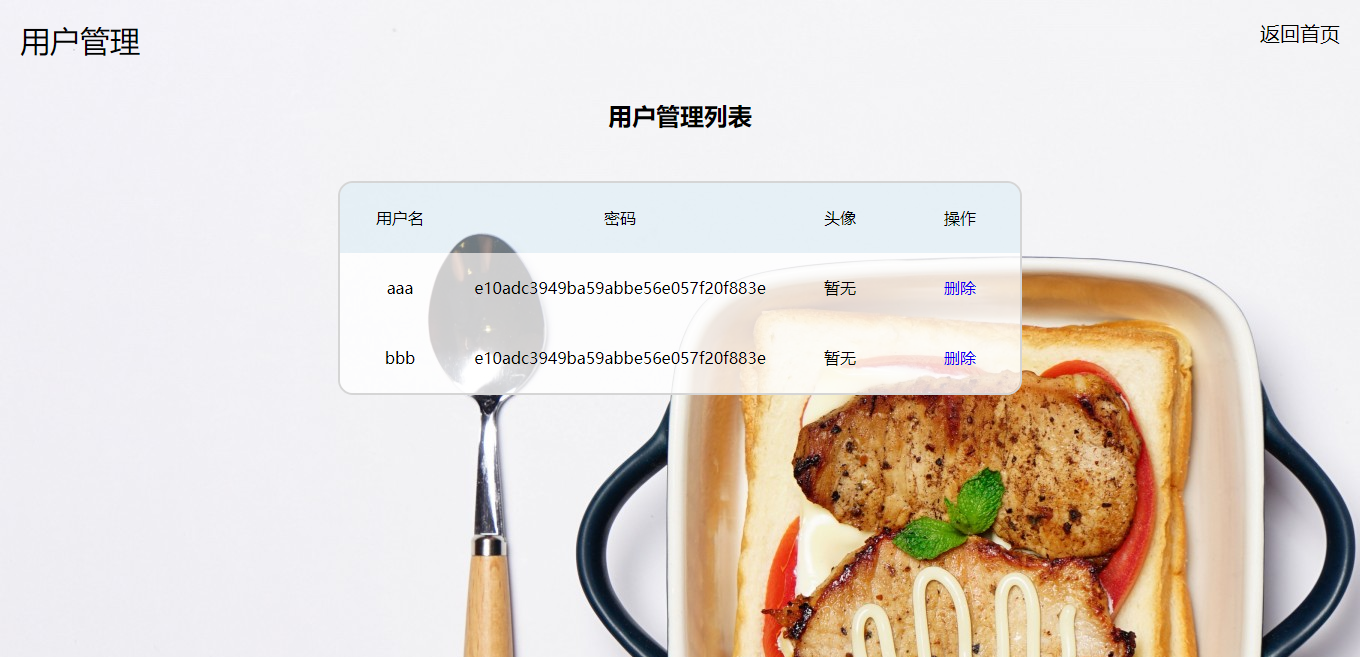 用户管理
返回首页
用户管理列表
用户名 密码 头像 操作
aaa e10adc3949ba59abbe56e057f20f883e 暂无 删除
bbb e10adc3949ba59abbe56e057f20f883e 暂无 删除